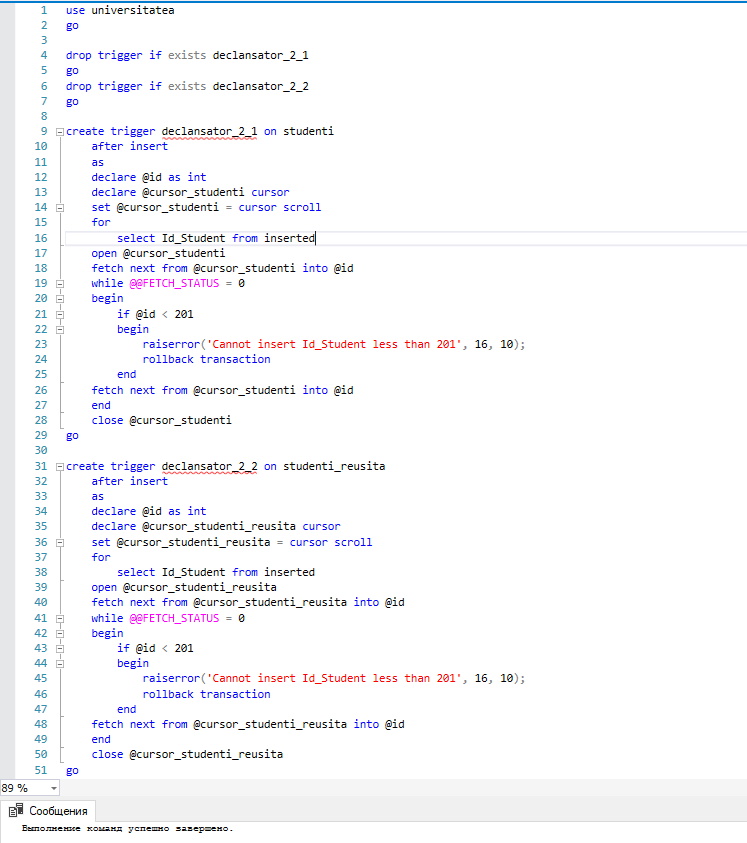 1 use universitatea
2 go
3
4 drop trigger if exists declansator_2_1
5 go
6 drop trigger if exists declansator_2_2
7 go
8
9 create trigger declansator_2_1 on studenti
10 after insert
11 as
12 declare @id as int
13 declare @cursor_studenti cursor
14 set @cursor_studenti = cursor scroll
15 for
16 select Id_Student from inserted
17 open @cursor_studenti
18 fetch next from @cursor_studenti into @id
19 while @@FETCH_STATUS = 0
20 begin
21 if @id < 201
22 begin
23 raiserror('Cannot insert Id_Student less than 201', 16, 10);
24 rollback transaction
25 end
26 fetch next from @cursor_studenti into @id
27 end
28 close @cursor_studenti
29 go
30
31 create trigger declansator_2_2 on studenti_reusita
32 after insert
33 as
34 declare @id as int
35 declare @cursor_studenti_reusita cursor
36 set @cursor_studenti_reusita = cursor scroll
37 for
38 select Id_Student from inserted
39 open @cursor_studenti_reusita
40 fetch next from @cursor_studenti_reusita into @id
41 while @@FETCH_STATUS = 0
42 begin
43 if @id < 201
44 begin
45 raiserror('Cannot insert Id_Student less than 201', 16, 10);
46 rollback transaction
47 end
48 fetch next from @cursor_studenti_reusita into @id
49 end
50 close @cursor_studenti_reusita
51 go
89 %
Сообщения
Выполнение команд успешно завершено.